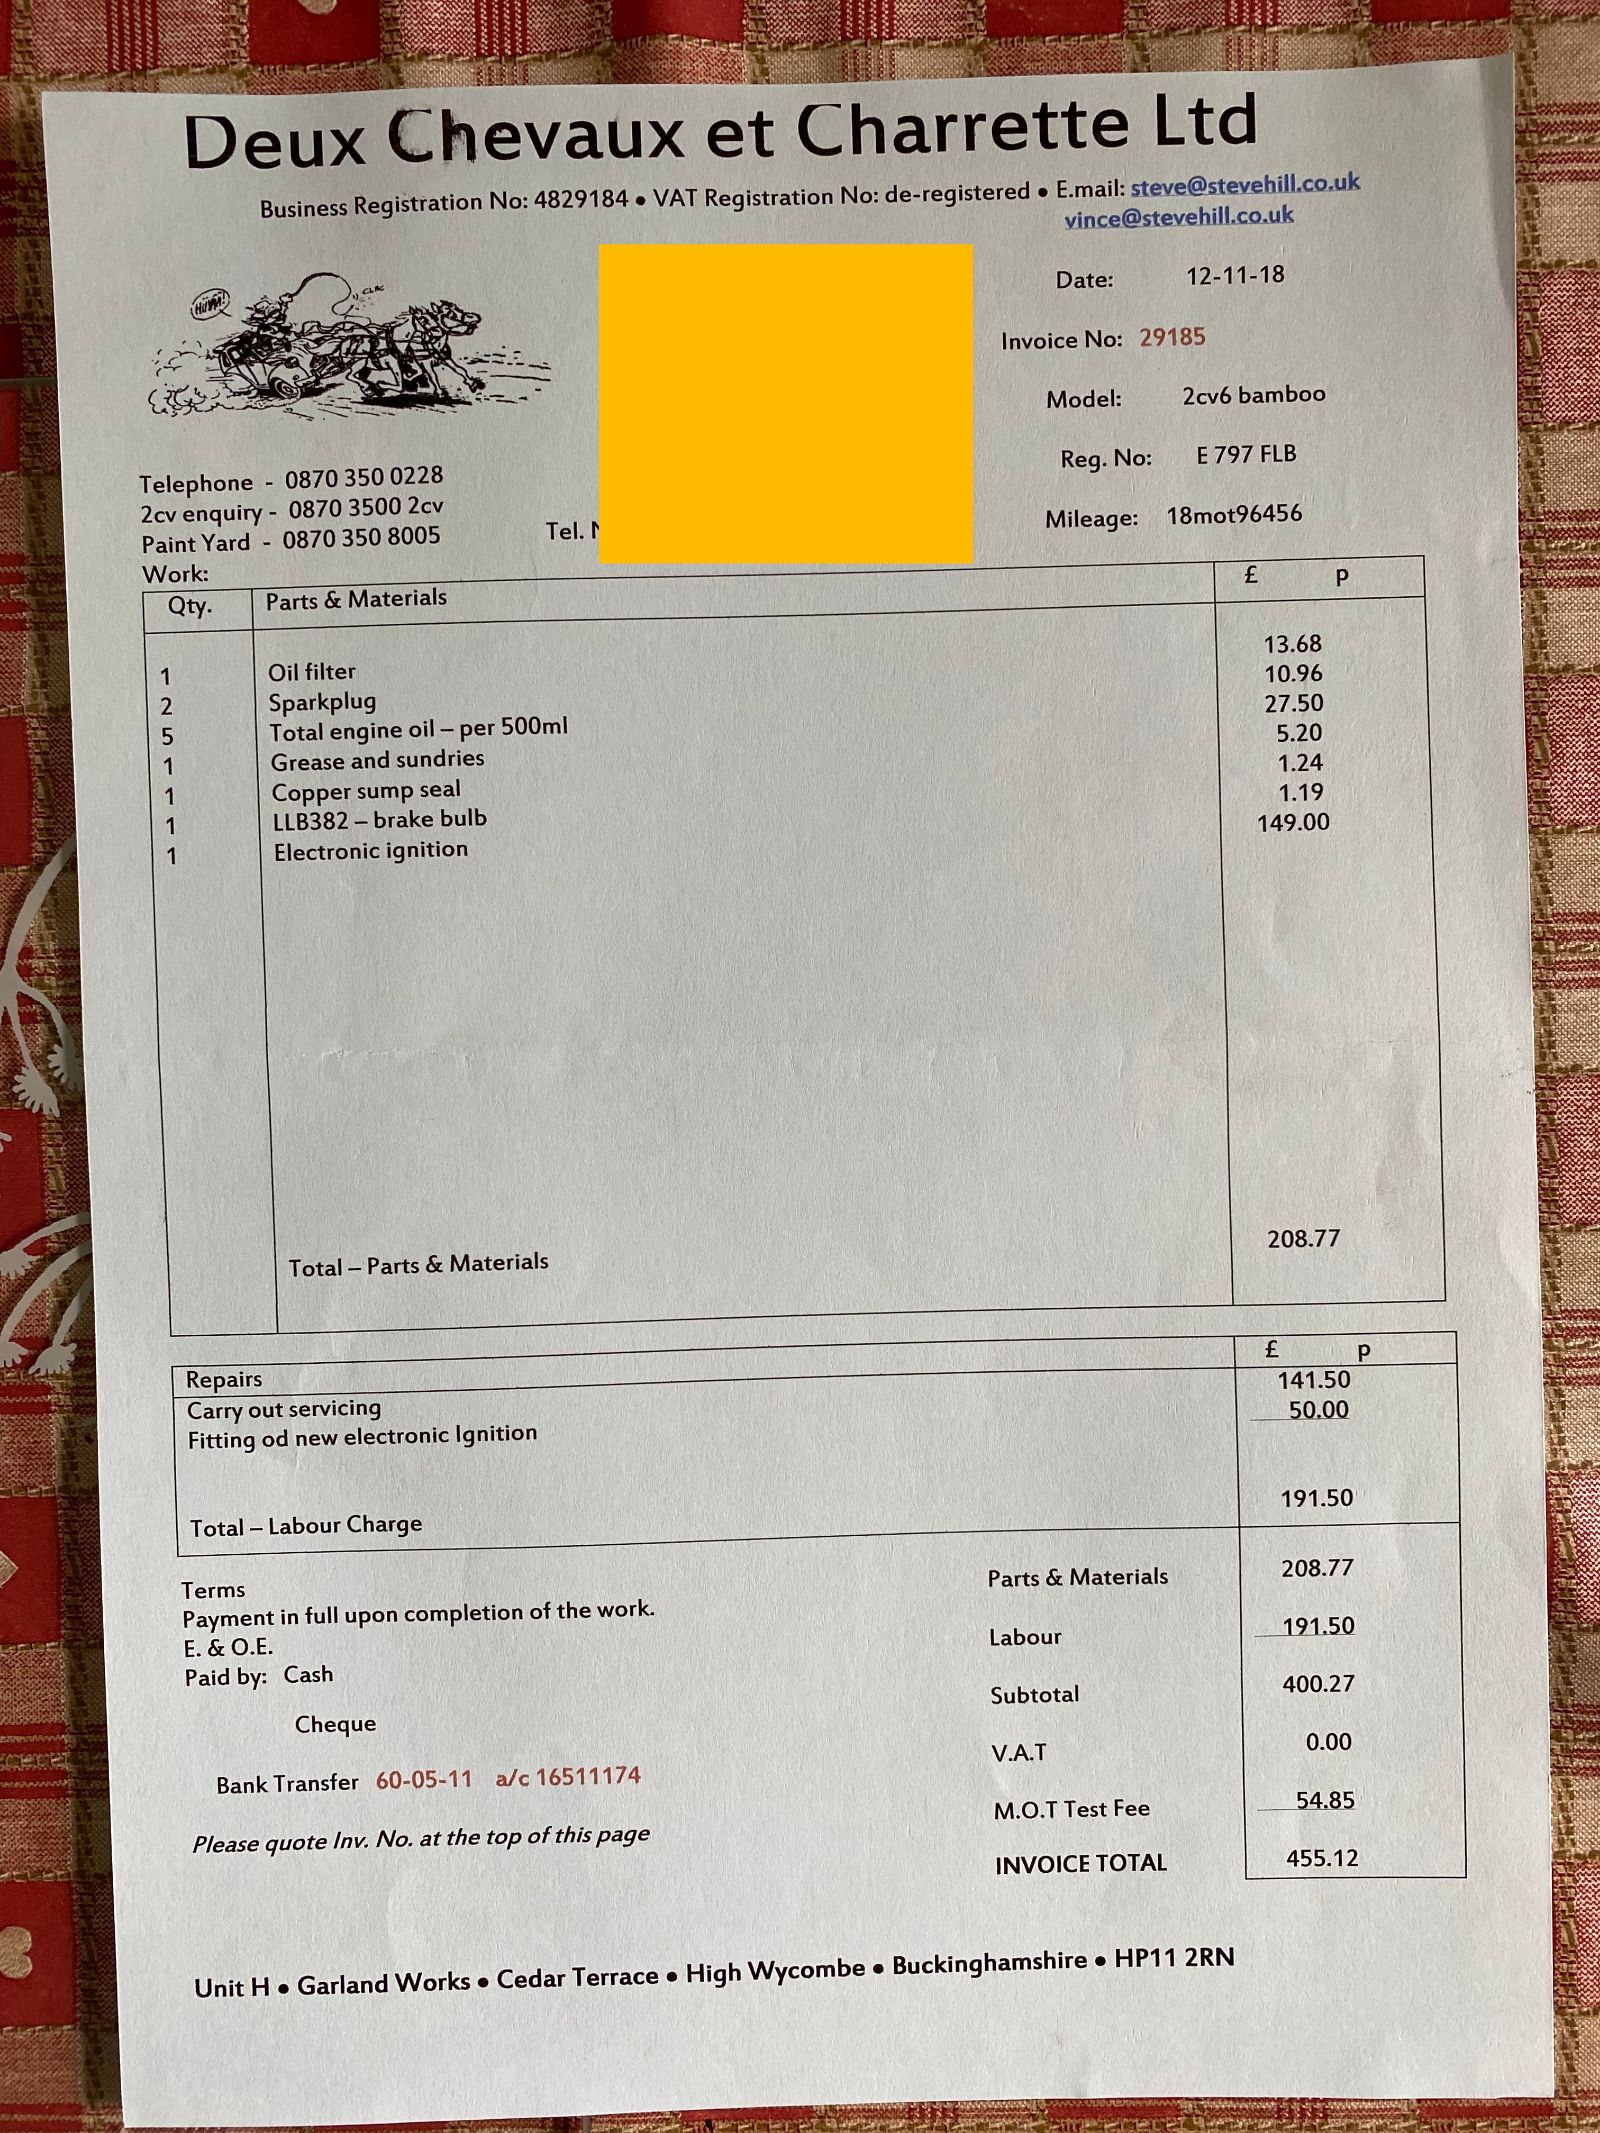 Deux Chevaux et Charrette Ltd
Business Registration No: 4829184 • VAT Registration No: de-registered • E.mail: steve@stevehill.co.uk
vince@stevehill.co.uk
Date: 12-11-18
Invoice No: 29185
Model: 2cv6 bamboo
Reg. No: E 797 FLB
Mileage: 18mot96456
Telephone - 0870 350 0228
2cv enquiry - 0870 3500 2cv
Paint Yard - 0870 350 8005
Tel.
Work:
Qty. Parts & Materials £ p
13.68
1 Oil filter 10.96
2 Sparkplug 27.50
5 Total engine oil – per 500ml 5.20
1 Grease and sundries 1.24
1 Copper sump seal 1.19
1 LLB382 – brake bulb 149.00
1 Electronic ignition
Total – Parts & Materials 208.77
£ p
Repairs 141.50
Carry out servicing 50.00
Fitting od new electronic Ignition
Total – Labour Charge 191.50
Terms
Payment in full upon completion of the work.
E. & O.E.
Paid by: Cash
Cheque
Bank Transfer 60-05-11 a/c 16511174
Please quote Inv. No. at the top of this page
Parts & Materials 208.77
Labour 191.50
Subtotal 400.27
V.A.T 0.00
M.O.T Test Fee 54.85
INVOICE TOTAL 455.12
Unit H • Garland Works • Cedar Terrace • High Wycombe • Buckinghamshire • HP11 2RN